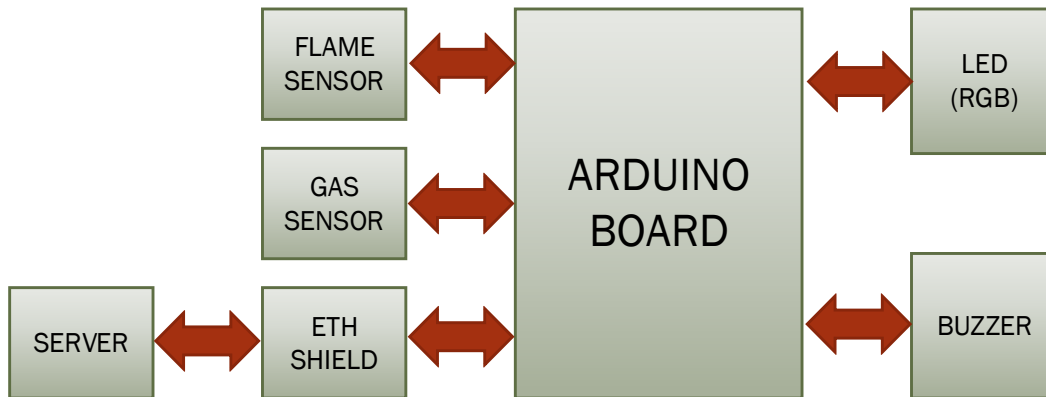 FLAME
SENSOR
LED
(RGB)
GAS
SENSOR
ARDUINO
BOARD
SERVER
ETH
SHIELD
BUZZER